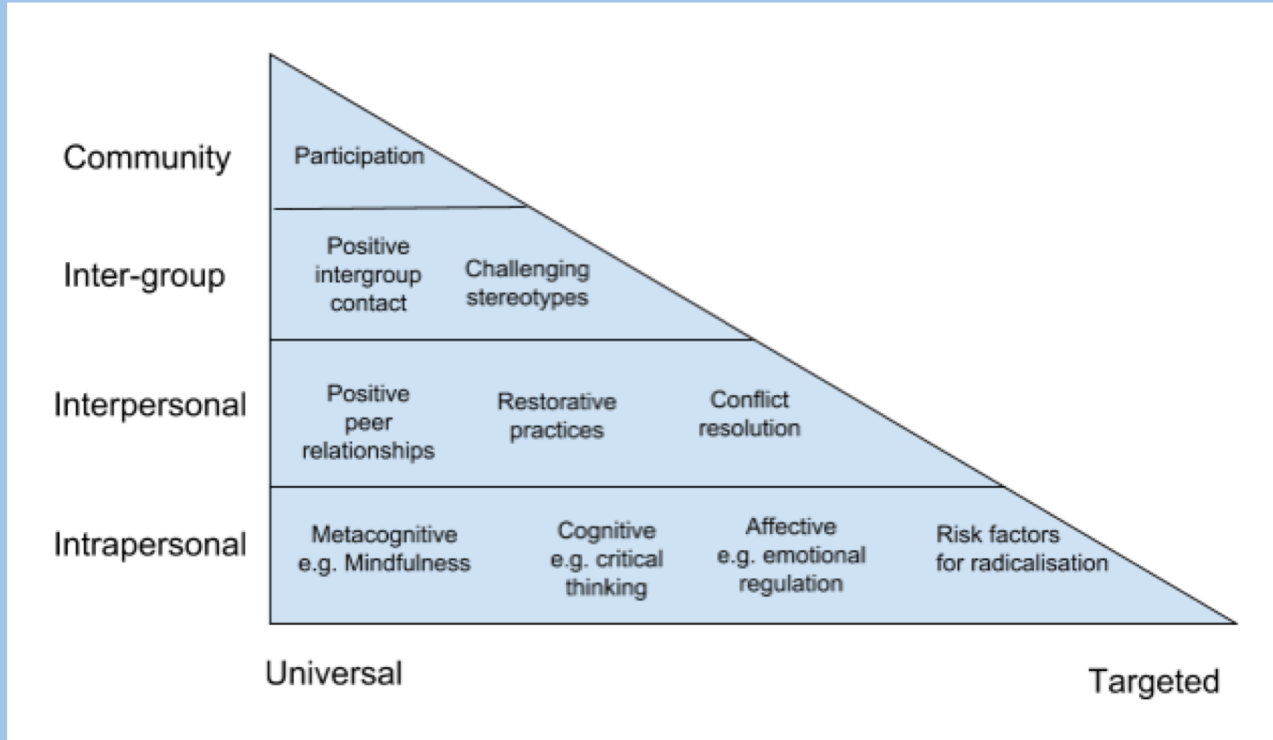 Community
Participation
Inter-group
Positive
intergroup
contact
Challenging
stereotypes
Interpersonal
Positive
peer
relationships
Restorative
practices
Conflict
resolution
Intrapersonal
Metacognitive
e.g. Mindfulness
Cognitive
e.g. critical
thinking
Affective
e.g. emotional
regulation
Risk factors
for radicalisation
Universal
Targeted